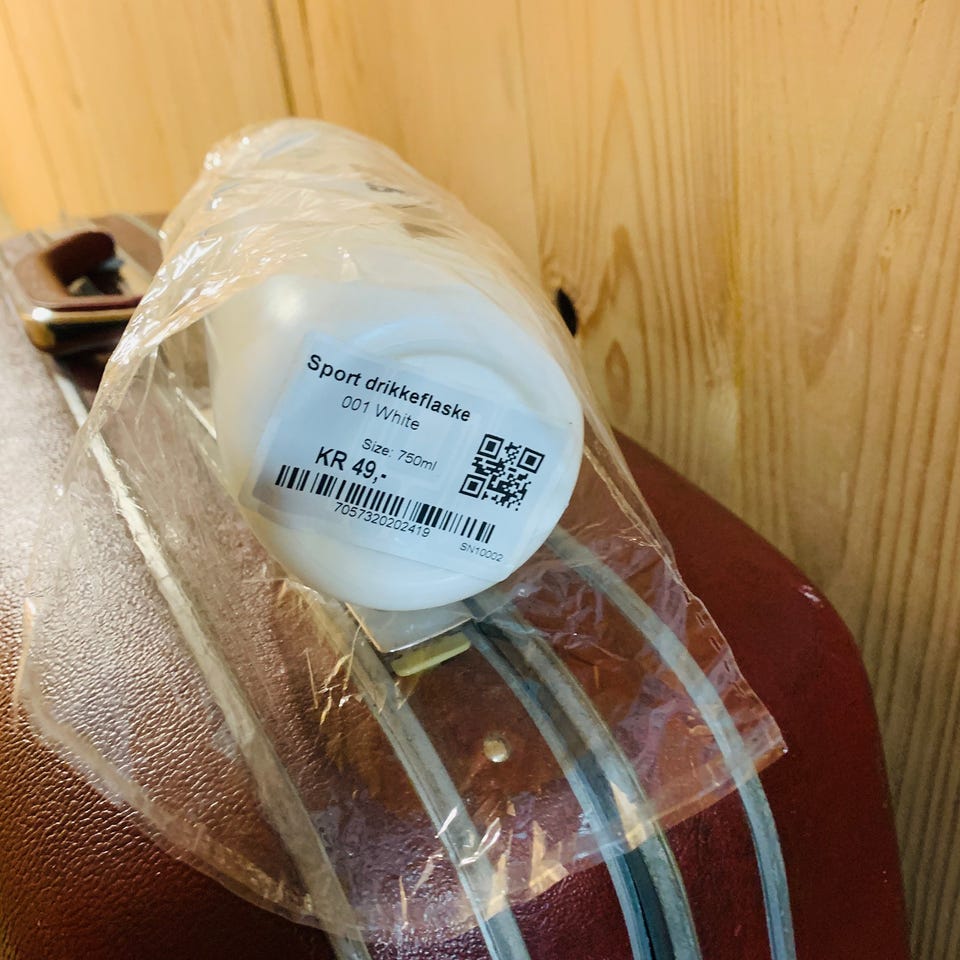 Sport drikkeflaske
001 White
Size: 750ml
KR 49,-
7057320202419
SN10002